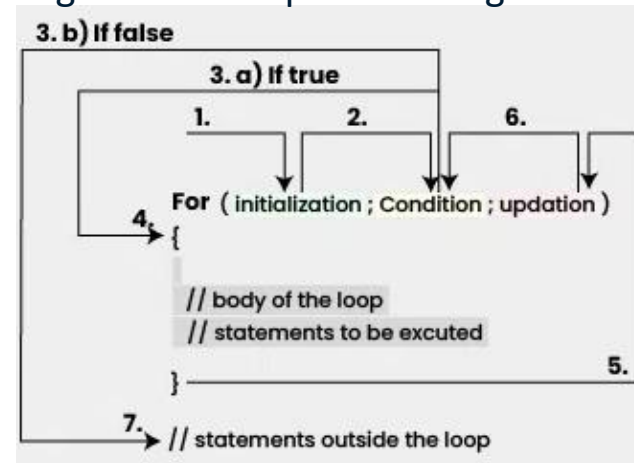 3. b) If false
3. a) If true
1. 2. 6.
For ( initialization ; Condition ; updation )
4. {
// body of the loop
// statements to be excuted
} 5.
7. // statements outside the loop